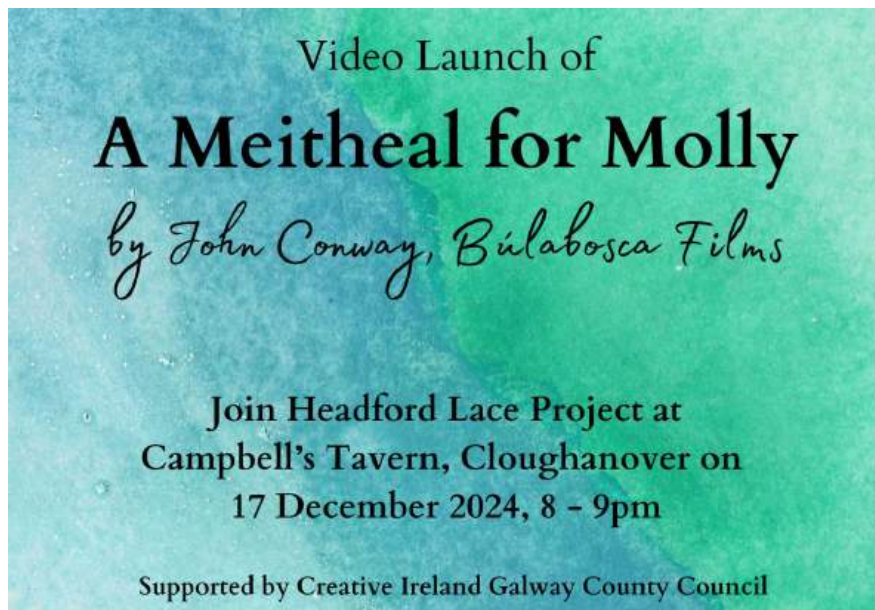 Video Launch of
A Meitheal for Molly
by John Conway, Búlabosca Films
Join Headford Lace Project at
Campbell’s Tavern, Cloughanover on
17 December 2024, 8 - 9pm
Supported by Creative Ireland Galway County Council